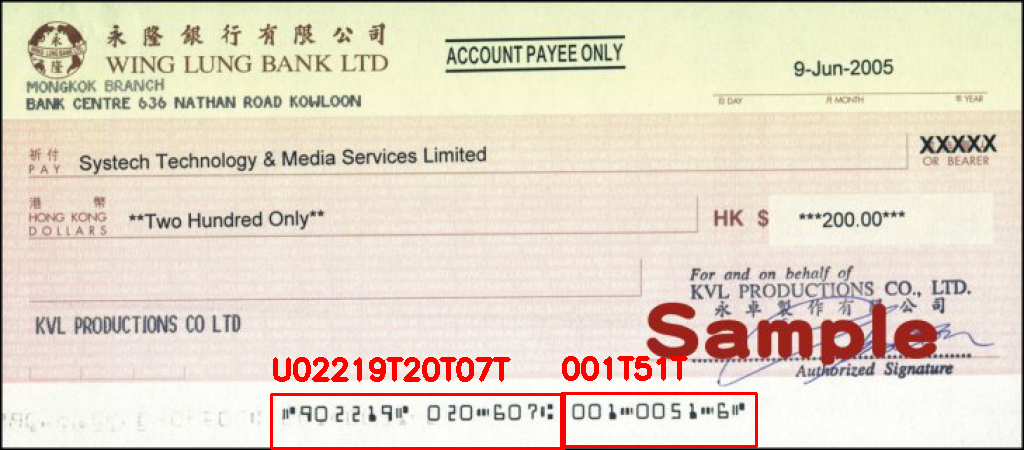 永隆銀行有限公司
WING LUNG BANK LTD
MONGKOK BRANCH
BANK CENTRE 636 NATHAN ROAD KOWLOON
ACCOUNT PAYEE ONLY
9-Jun-2005
日 DAY 月 MONTH 年 YEAR
祈付
PAY
Systech Technology & Media Services Limited
XXXXX
OR BEARER
港幣
HONG KONG
DOLLARS
**Two Hundred Only**
HK $ ***200.00***
For and on behalf of
KVL PRODUCTIONS CO., LTD.
永卓製作有限公司
KVL PRODUCTIONS CO LTD
Sample
Authorized Signature
U02219T20T07T 001T51T
⑈902219⑈ 020⑉607⑆ 001⑉0051⑉6⑈